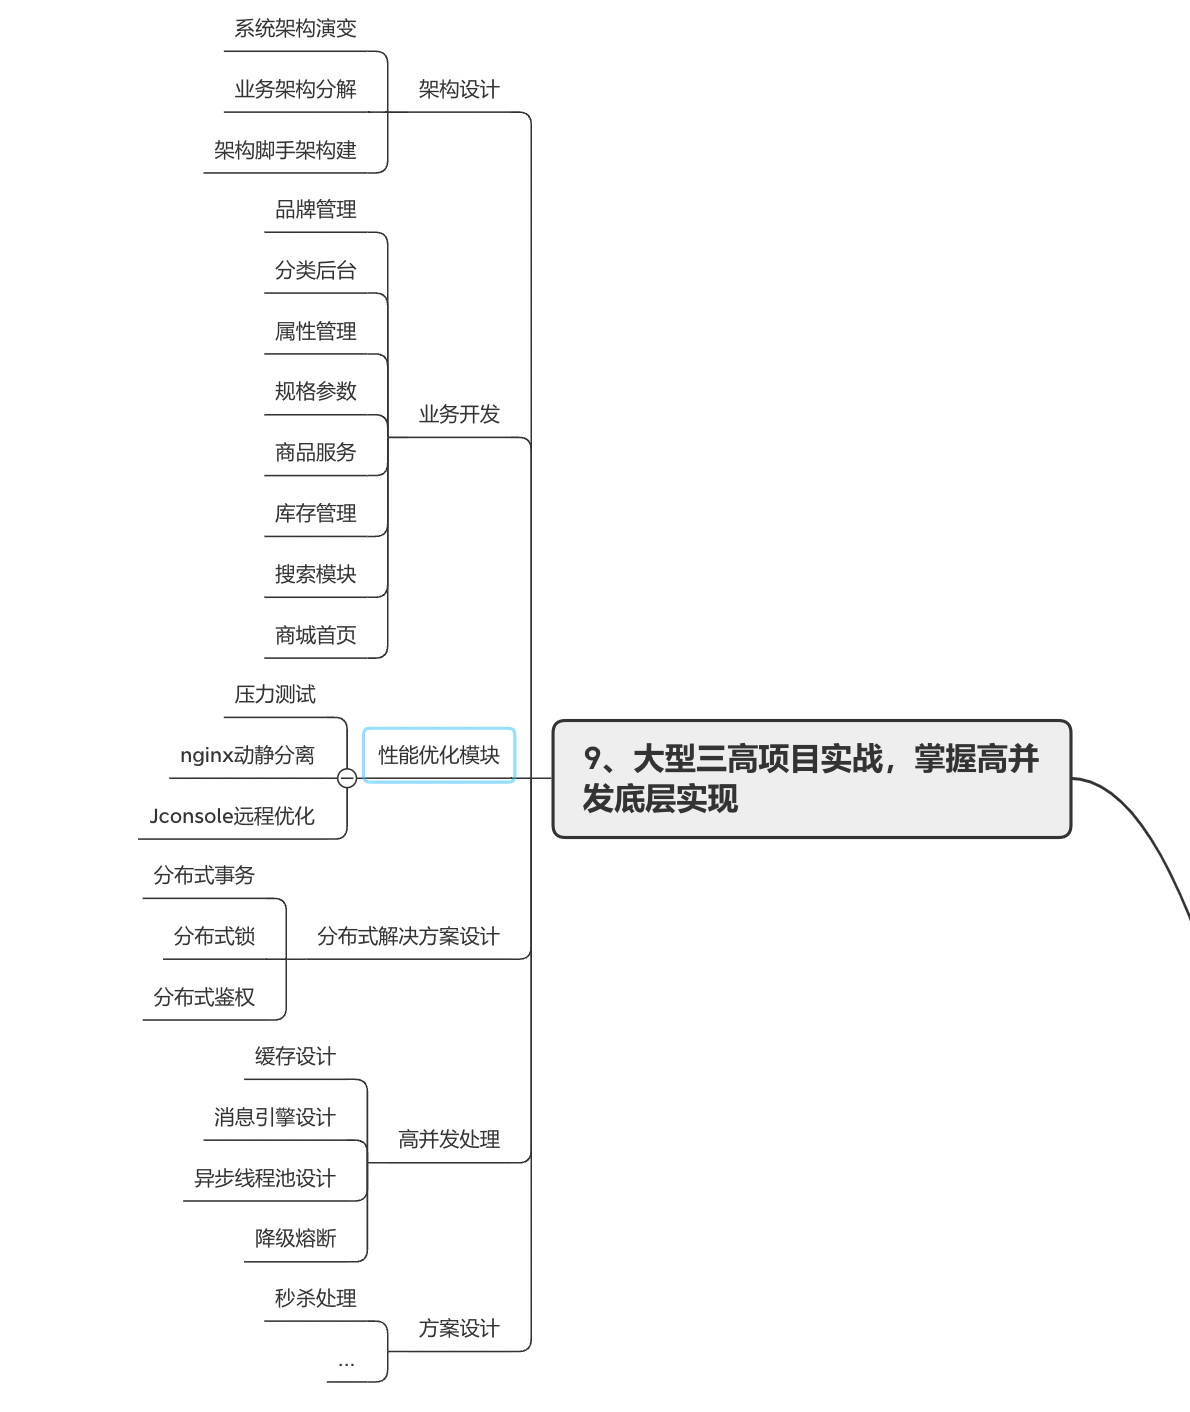 系统架构演变
业务架构分解
架构脚手架构建
架构设计
品牌管理
分类后台
属性管理
规格参数
商品服务
库存管理
搜索模块
商城首页
业务开发
压力测试
nginx动静分离
Jconsole远程优化
性能优化模块
9、大型三高项目实战，掌握高并
发底层实现
分布式事务
分布式锁
分布式鉴权
分布式解决方案设计
缓存设计
消息引擎设计
异步线程池设计
降级熔断
高并发处理
秒杀处理
...
方案设计